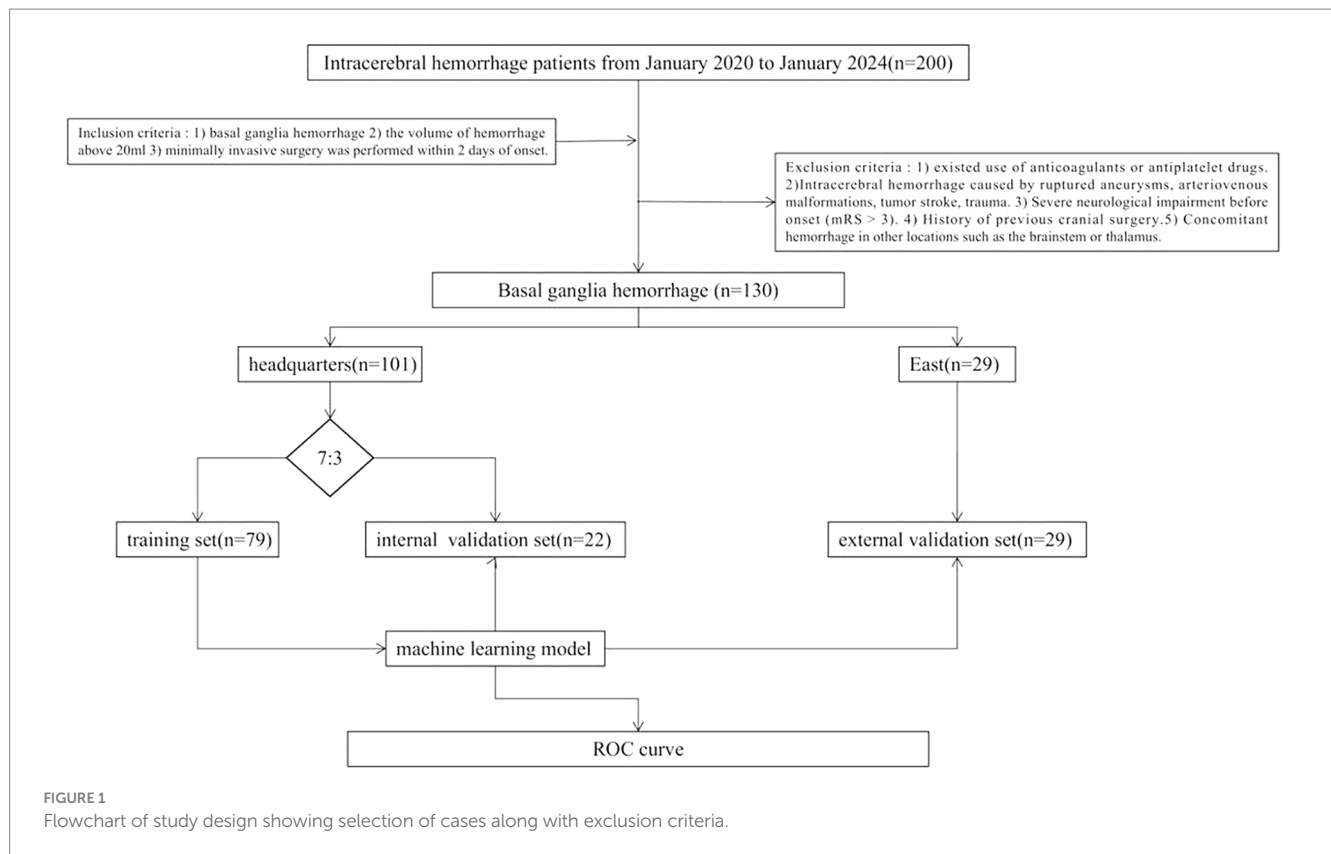 Intracerebral hemorrhage patients from January 2020 to January 2024(n=200)
Inclusion criteria : 1) basal ganglia hemorrhage 2) the volume of hemorrhage
above 20ml 3) minimally invasive surgery was performed within 2 days of onset.
Exclusion criteria : 1) existed use of anticoagulants or antiplatelet drugs.
2)Intracerebral hemorrhage caused by ruptured aneurysms, arteriovenous
malformations, tumor stroke, trauma. 3) Severe neurological impairment before
onset (mRS > 3). 4) History of previous cranial surgery.5) Concomitant
hemorrhage in other locations such as the brainstem or thalamus.
Basal ganglia hemorrhage (n=130)
headquarters(n=101)
East(n=29)
7:3
training set(n=79)
internal validation set(n=22)
external validation set(n=29)
machine learning model
ROC curve
FIGURE 1
Flowchart of study design showing selection of cases along with exclusion criteria.